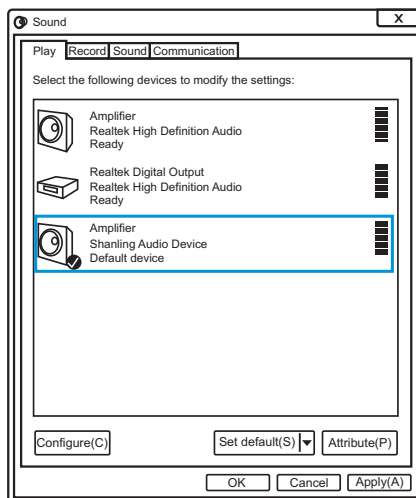 Sound
X
Play Record Sound Communication
Select the following devices to modify the settings:
Amplifier
Realtek High Definition Audio
Ready
Realtek Digital Output
Realtek High Definition Audio
Ready
Amplifier
Shanling Audio Device
Default device
Configure(C) Set default(S) Attribute(P)
OK Cancel Apply(A)